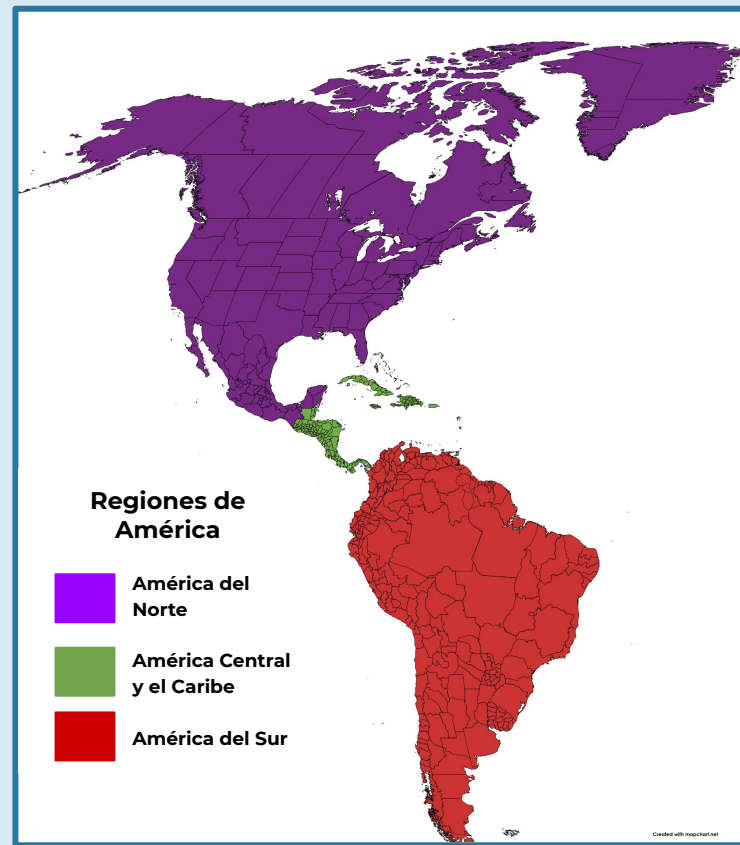 Regiones de
América
América del
Norte
América Central
y el Caribe
América del Sur
Created with mapchart.net